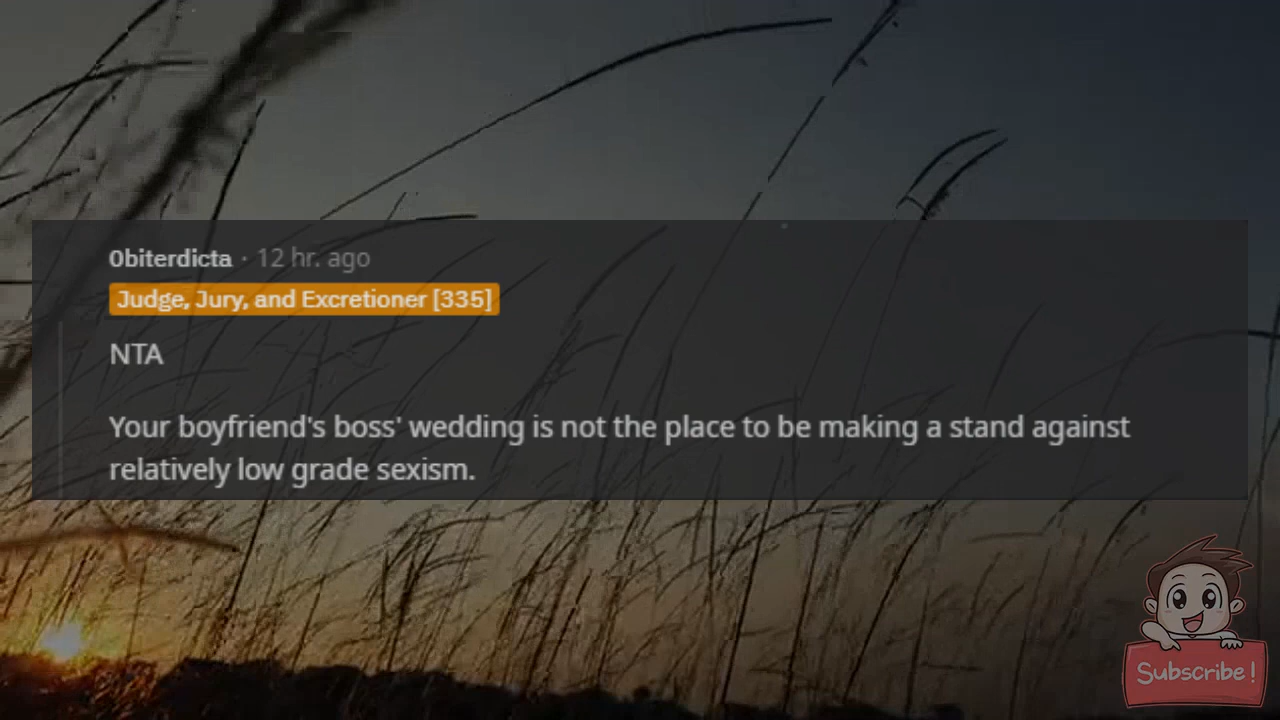 Obiterdicta · 12 hr. ago
Judge, Jury, and Excretioner [335]
NTA
Your boyfriend's boss' wedding is not the place to be making a stand against
relatively low grade sexism.
Subscribe!